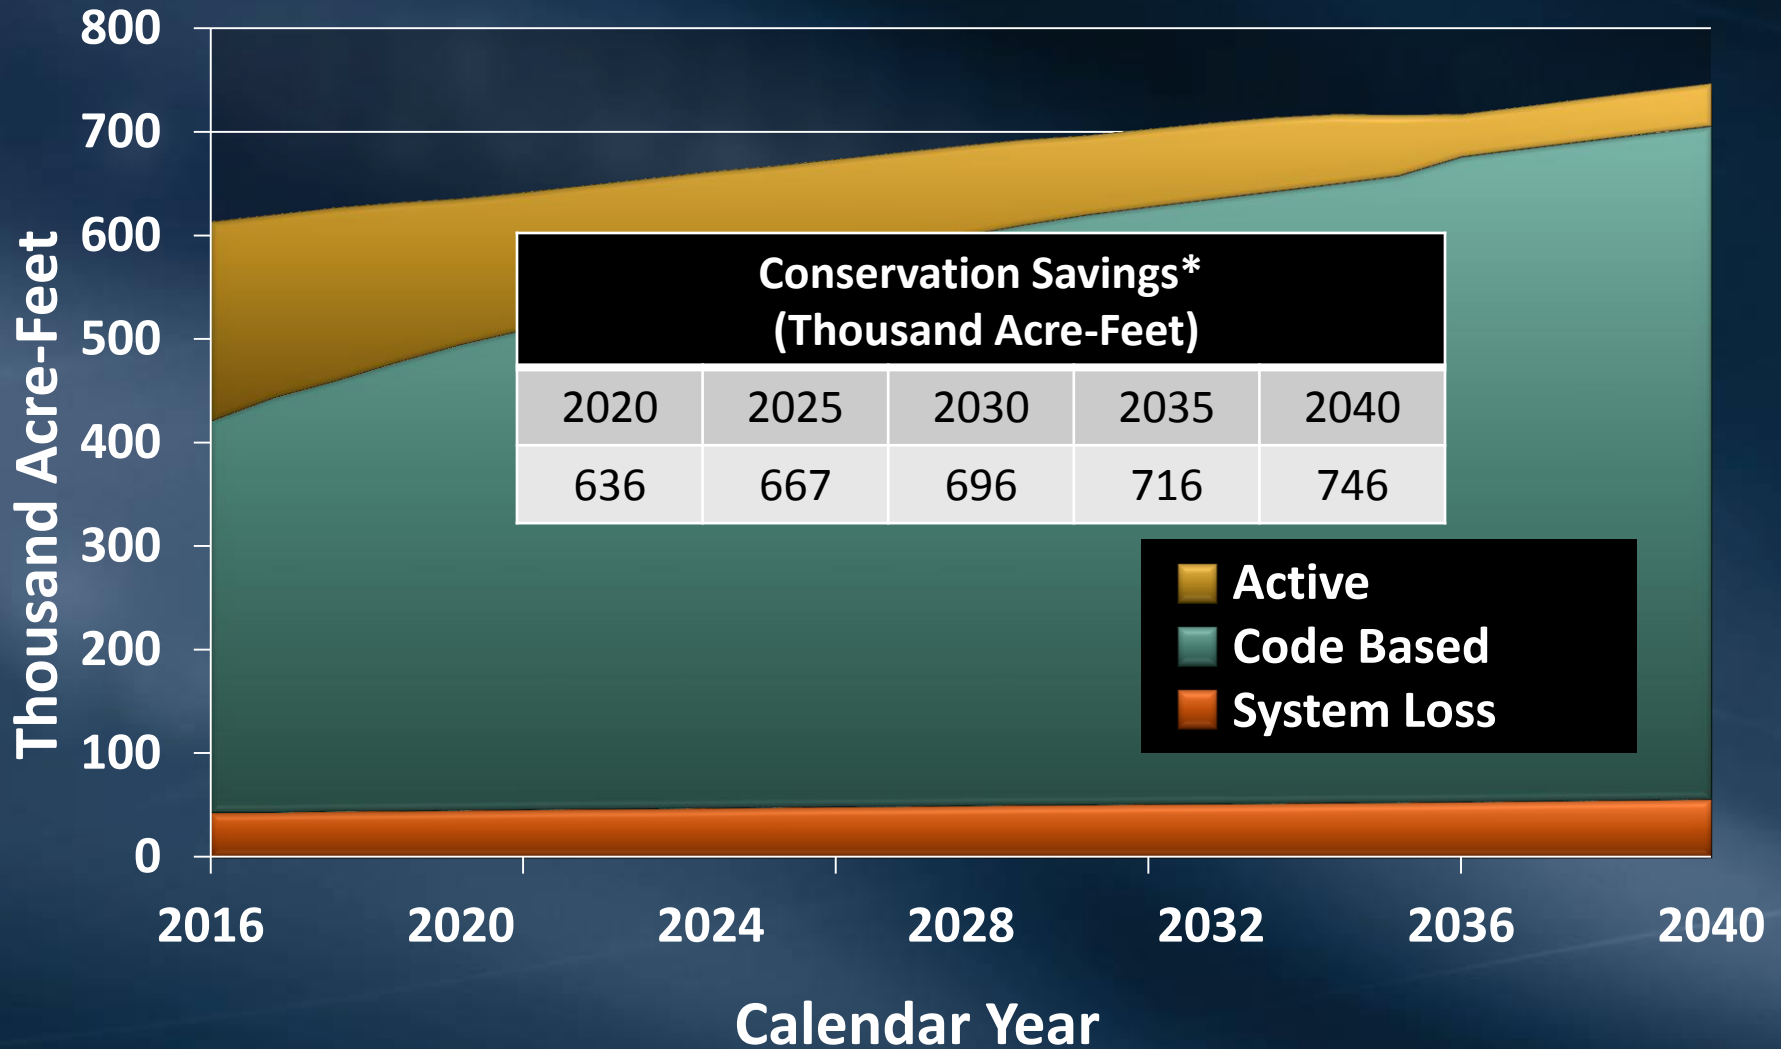 800
700
600
500
400
300
200
100
0
Thousand Acre-Feet
Conservation Savings*
(Thousand Acre-Feet)
2020 2025 2030 2035 2040
636 667 696 716 746
Active
Code Based
System Loss
2016 2020 2024 2028 2032 2036 2040
Calendar Year